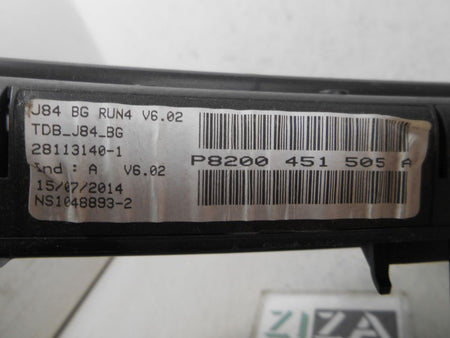 J84 BG RUN4 V6.02
TDB_J84_BG
28113140-1
Ind : A V6.02
15/07/2014
NS1048893-2
P8200 451 505 A
ZIZA